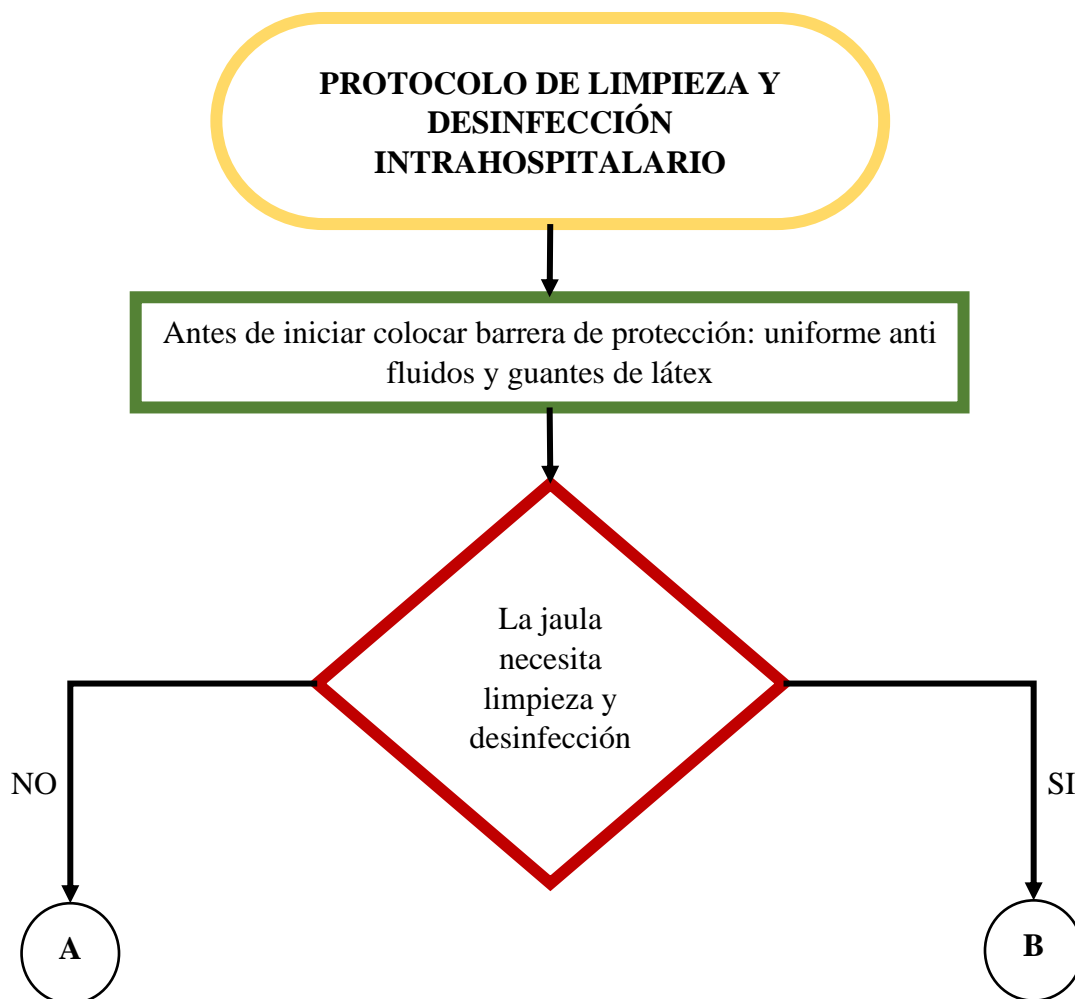 PROTOCOLO DE LIMPIEZA Y
DESINFECCIÓN
INTRAHOSPITALARIO
Antes de iniciar colocar barrera de protección: uniforme anti
fluidos y guantes de látex
La jaula
necesita
limpieza y
desinfección
NO
SI
A
B